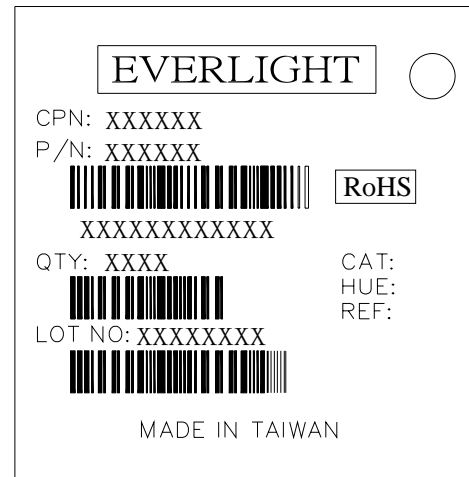 EVERLIGHT
CPN: XXXXXX
P/N: XXXXXX
RoHS
XXXXXXXXXXXX
QTY: XXXX
CAT:
HUE:
REF:
LOT NO: XXXXXXXX
MADE IN TAIWAN